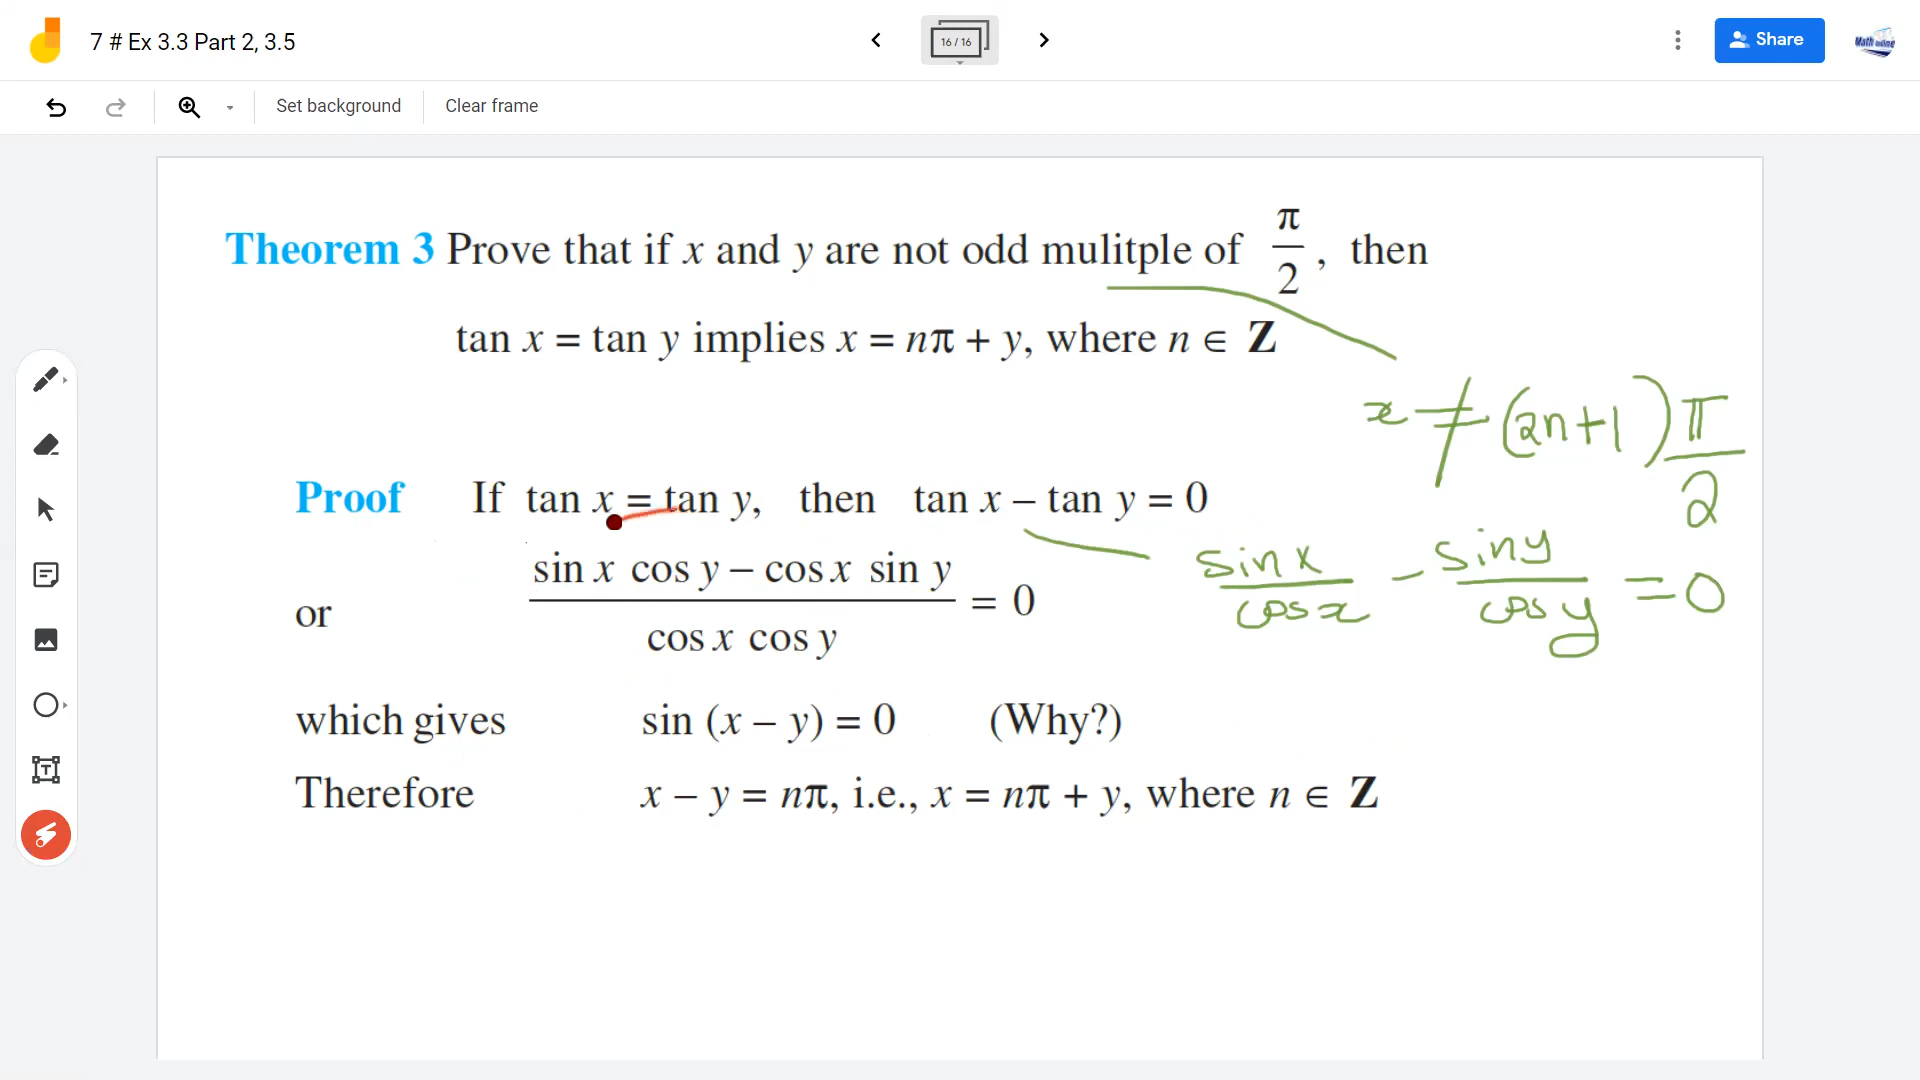 7 # Ex 3.3 Part 2, 3.5
16 / 16
Share
Math online
Set background
Clear frame
Theorem 3 Prove that if x and y are not odd mulitple of π/2, then
tan x = tan y implies x = nπ + y, where n ∈ Z
x ≠ (2n+1) π/2
Proof If tan x = tan y, then tan x – tan y = 0
sin x/cos x – sin y/cos y = 0
or (sin x cos y – cos x sin y)/(cos x cos y) = 0
which gives sin (x – y) = 0 (Why?)
Therefore x – y = nπ, i.e., x = nπ + y, where n ∈ Z